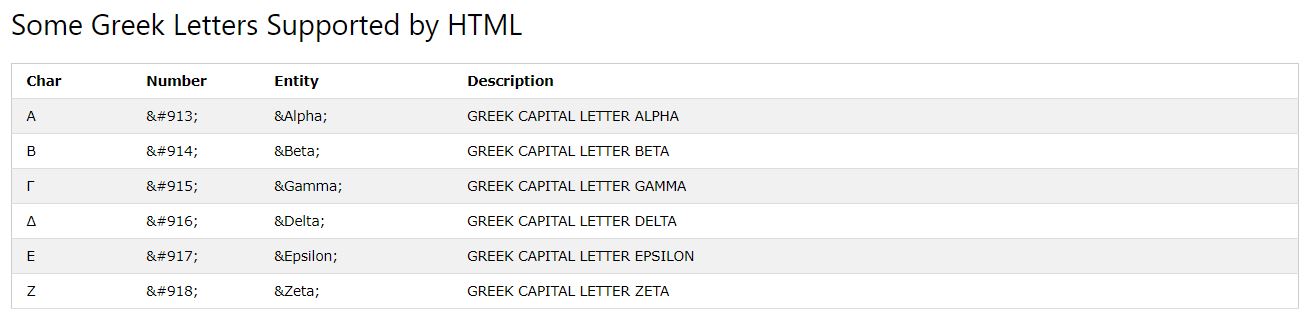 Some Greek Letters Supported by HTML
Char Number Entity Description
Α &#913; &Alpha; GREEK CAPITAL LETTER ALPHA
Β &#914; &Beta; GREEK CAPITAL LETTER BETA
Γ &#915; &Gamma; GREEK CAPITAL LETTER GAMMA
Δ &#916; &Delta; GREEK CAPITAL LETTER DELTA
Ε &#917; &Epsilon; GREEK CAPITAL LETTER EPSILON
Ζ &#918; &Zeta; GREEK CAPITAL LETTER ZETA